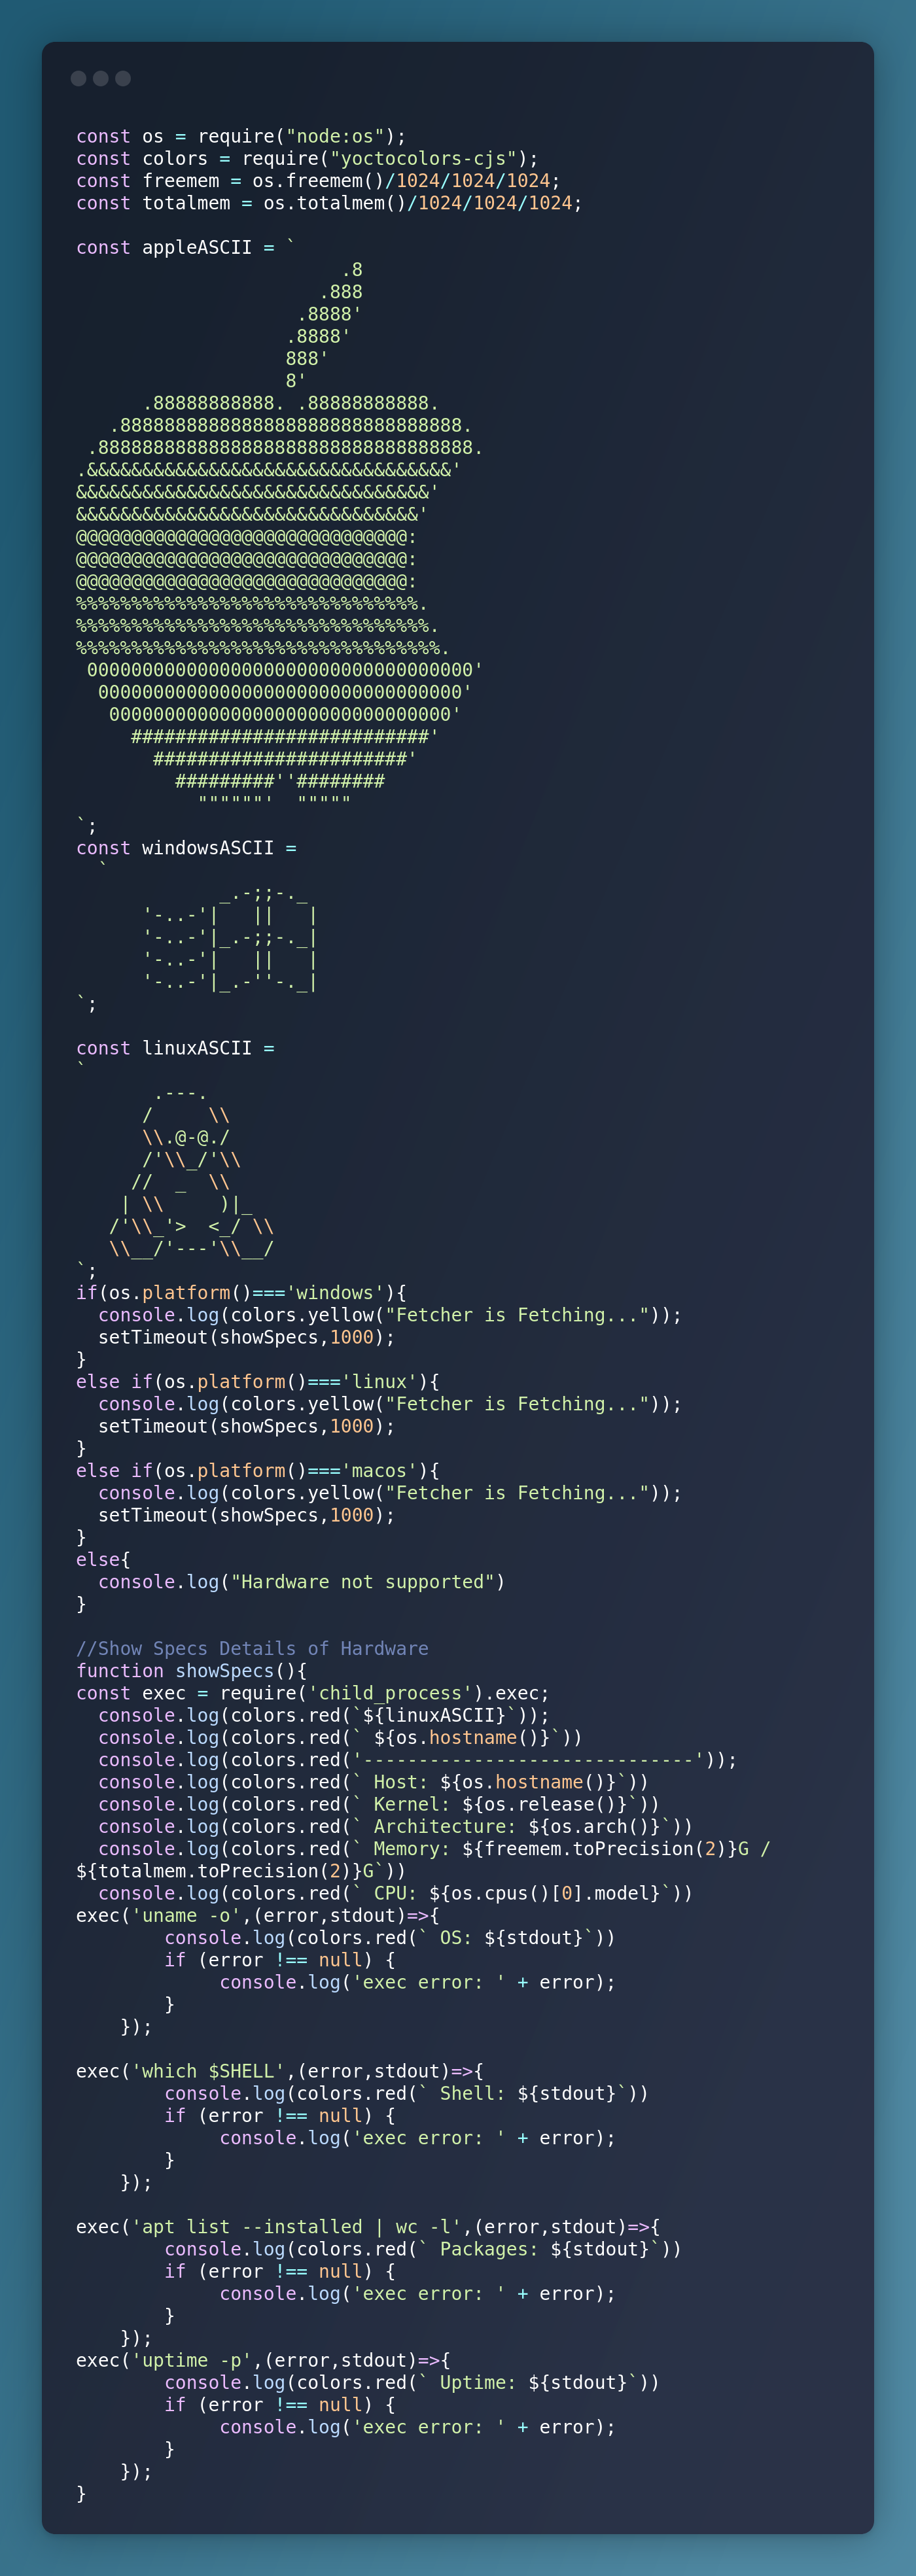 const os = require("node:os");
const colors = require("yoctocolors-cjs");
const freemem = os.freemem()/1024/1024/1024;
const totalmem = os.totalmem()/1024/1024/1024;

const appleASCII = `
                        .8
                      .888
                    .8888'
                   .8888'
                   888'
                   8'
      .88888888888. .88888888888.
   .8888888888888888888888888888888.
 .8888888888888888888888888888888888.
.&&&&&&&&&&&&&&&&&&&&&&&&&&&&&&&&&'
&&&&&&&&&&&&&&&&&&&&&&&&&&&&&&&&'
&&&&&&&&&&&&&&&&&&&&&&&&&&&&&&&'
@@@@@@@@@@@@@@@@@@@@@@@@@@@@@@:
@@@@@@@@@@@@@@@@@@@@@@@@@@@@@@:
@@@@@@@@@@@@@@@@@@@@@@@@@@@@@@:
%%%%%%%%%%%%%%%%%%%%%%%%%%%%%%%.
%%%%%%%%%%%%%%%%%%%%%%%%%%%%%%%%.
%%%%%%%%%%%%%%%%%%%%%%%%%%%%%%%%%.
 00000000000000000000000000000000000'
  000000000000000000000000000000000'
   0000000000000000000000000000000'
     ###########################'
       #######################'
         #########''########
           """"""'  """""
`;
const windowsASCII =
  `
             _.-;;-._
      '-..-'|   ||   |
      '-..-'|_.-;;-._|
      '-..-'|   ||   |
      '-..-'|_.-''-._|
`;

const linuxASCII =
`
       .---.
      /     \\
      \\.@-@./
      /'\\_/'\\
     //  _  \\
    | \\     )|_
   /'\\_'>  <_/ \\
   \\__/'---'\\__/
`;
if(os.platform()==='windows'){
  console.log(colors.yellow("Fetcher is Fetching..."));
  setTimeout(showSpecs,1000);
}
else if(os.platform()==='linux'){
  console.log(colors.yellow("Fetcher is Fetching..."));
  setTimeout(showSpecs,1000);
}
else if(os.platform()==='macos'){
  console.log(colors.yellow("Fetcher is Fetching..."));
  setTimeout(showSpecs,1000);
}
else{
  console.log("Hardware not supported")
}

//Show Specs Details of Hardware
function showSpecs(){
const exec = require('child_process').exec;
  console.log(colors.red(`${linuxASCII}`));
  console.log(colors.red(` ${os.hostname()}`))
  console.log(colors.red('------------------------------'));
  console.log(colors.red(` Host: ${os.hostname()}`))
  console.log(colors.red(` Kernel: ${os.release()}`))
  console.log(colors.red(` Architecture: ${os.arch()}`))
  console.log(colors.red(` Memory: ${freemem.toPrecision(2)}G /
${totalmem.toPrecision(2)}G`))
  console.log(colors.red(` CPU: ${os.cpus()[0].model}`))
exec('uname -o',(error,stdout)=>{
        console.log(colors.red(` OS: ${stdout}`))
        if (error !== null) {
             console.log('exec error: ' + error);
        }
    });

exec('which $SHELL',(error,stdout)=>{
        console.log(colors.red(` Shell: ${stdout}`))
        if (error !== null) {
             console.log('exec error: ' + error);
        }
    });

exec('apt list --installed | wc -l',(error,stdout)=>{
        console.log(colors.red(` Packages: ${stdout}`))
        if (error !== null) {
             console.log('exec error: ' + error);
        }
    });
exec('uptime -p',(error,stdout)=>{
        console.log(colors.red(` Uptime: ${stdout}`))
        if (error !== null) {
             console.log('exec error: ' + error);
        }
    });
}